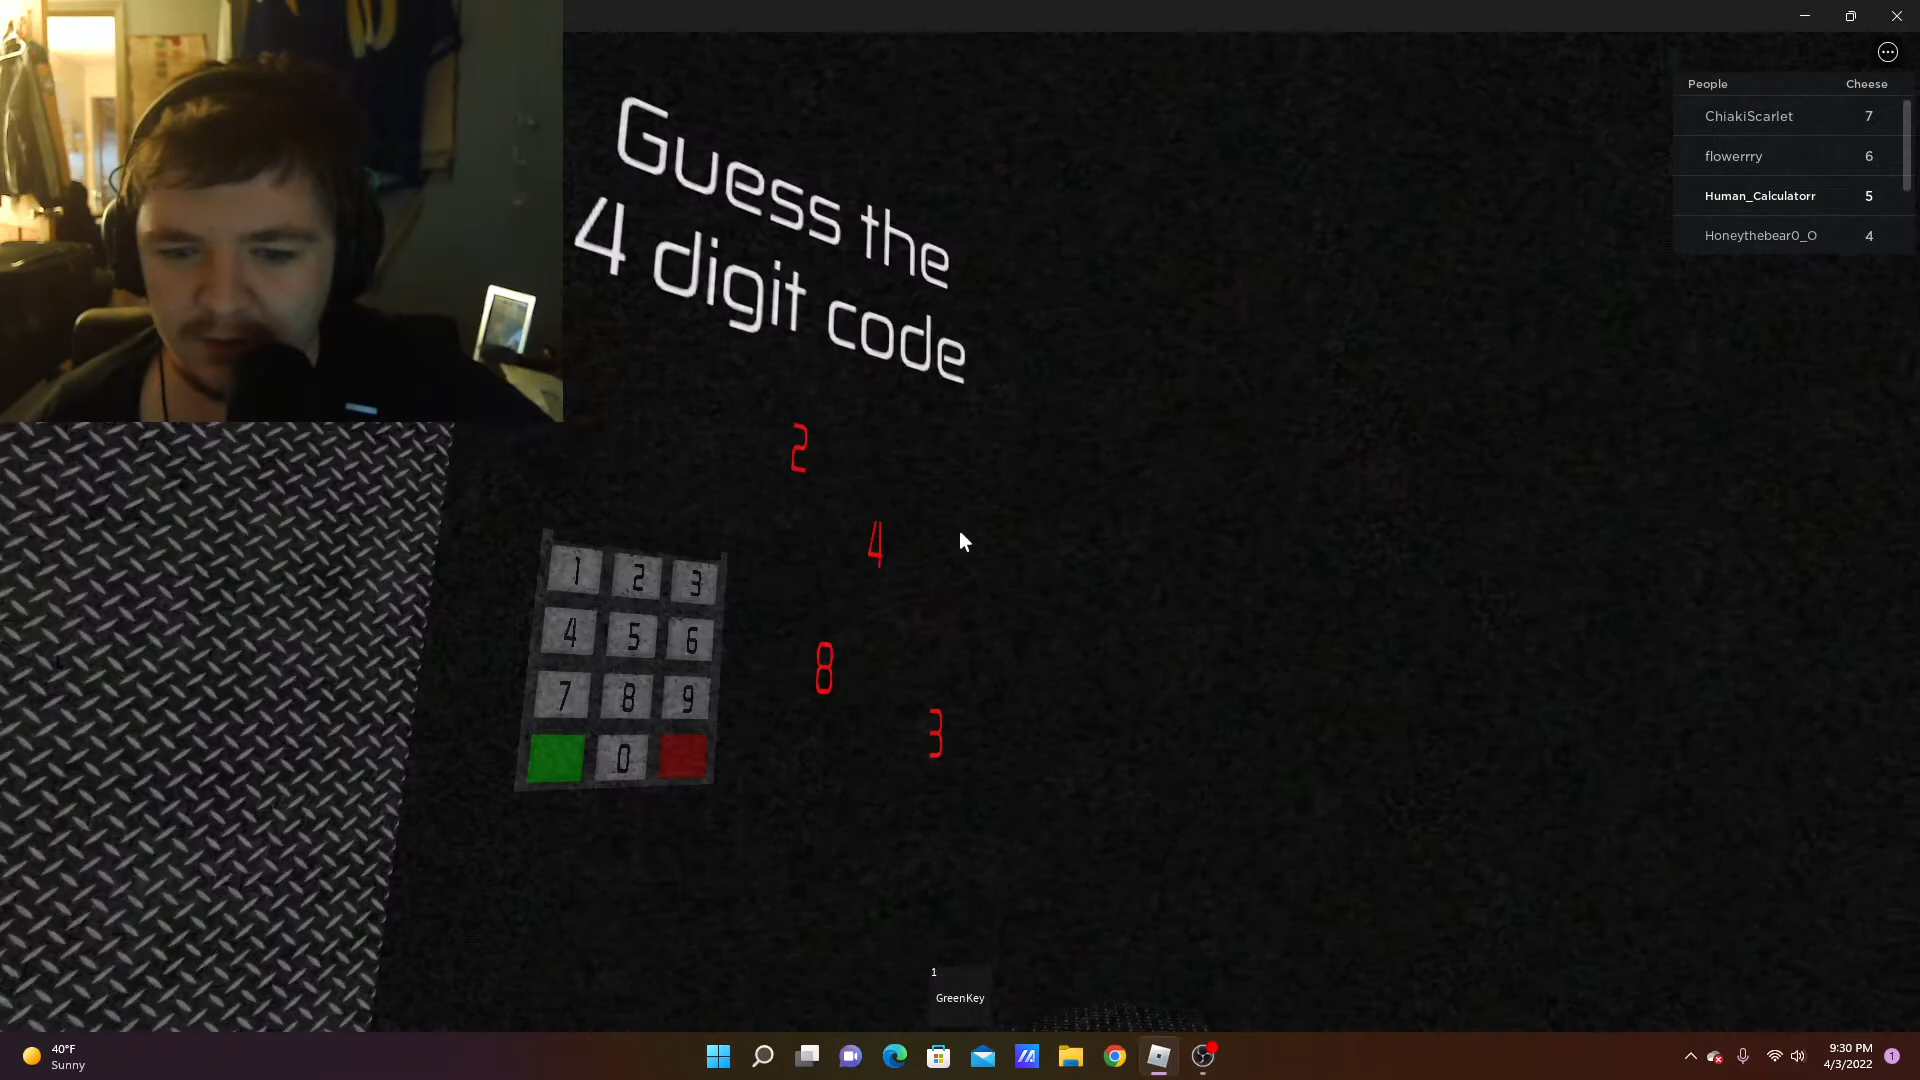 People Cheese
ChiakiScarlet 7
flowerrry 6
Human_Calculatorr 5
Honeythebear0_O 4
Guess the
4 digit code
2
4
8
3
1 2 3
4 5 6
7 8 9
0
1
GreenKey
40°F
Sunny
9:30 PM
4/3/2022
1